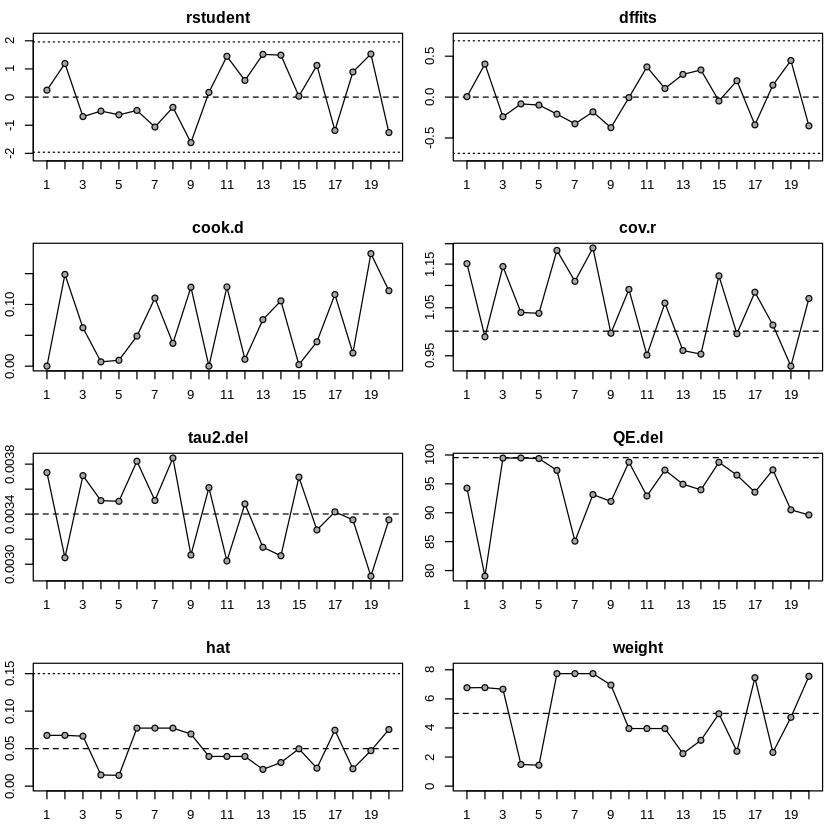 rstudent
2
1
0
-1
-2
1 3 5 7 9 11 13 15 17 19
dffits
0.5
0.0
-0.5
1 3 5 7 9 11 13 15 17 19
cook.d
0.10
0.00
1 3 5 7 9 11 13 15 17 19
cov.r
1.15
1.05
0.95
1 3 5 7 9 11 13 15 17 19
tau2.del
0.0038
0.0034
0.0030
1 3 5 7 9 11 13 15 17 19
QE.del
100
95
90
85
80
1 3 5 7 9 11 13 15 17 19
hat
0.15
0.10
0.05
0.00
1 3 5 7 9 11 13 15 17 19
weight
8
6
4
2
0
1 3 5 7 9 11 13 15 17 19